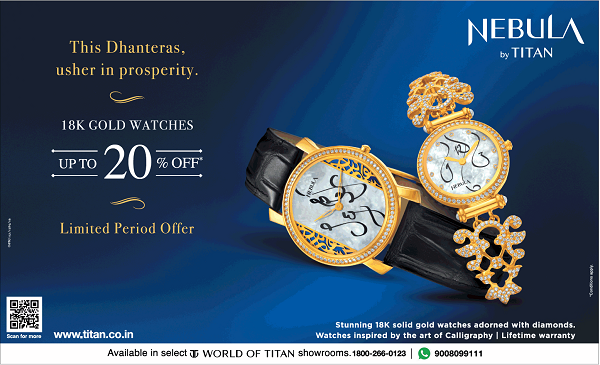 This Dhanteras,
usher in prosperity.
18K GOLD WATCHES
UP TO 20% OFF*
Limited Period Offer
NEBULA
by TITAN
NEBULA
NEBULA
*Conditions apply.
Scan for more
www.titan.co.in
Stunning 18K solid gold watches adorned with diamonds.
Watches inspired by the art of Calligraphy | Lifetime warranty
Available in select WORLD OF TITAN showrooms. 1800-266-0123 | 9008099111